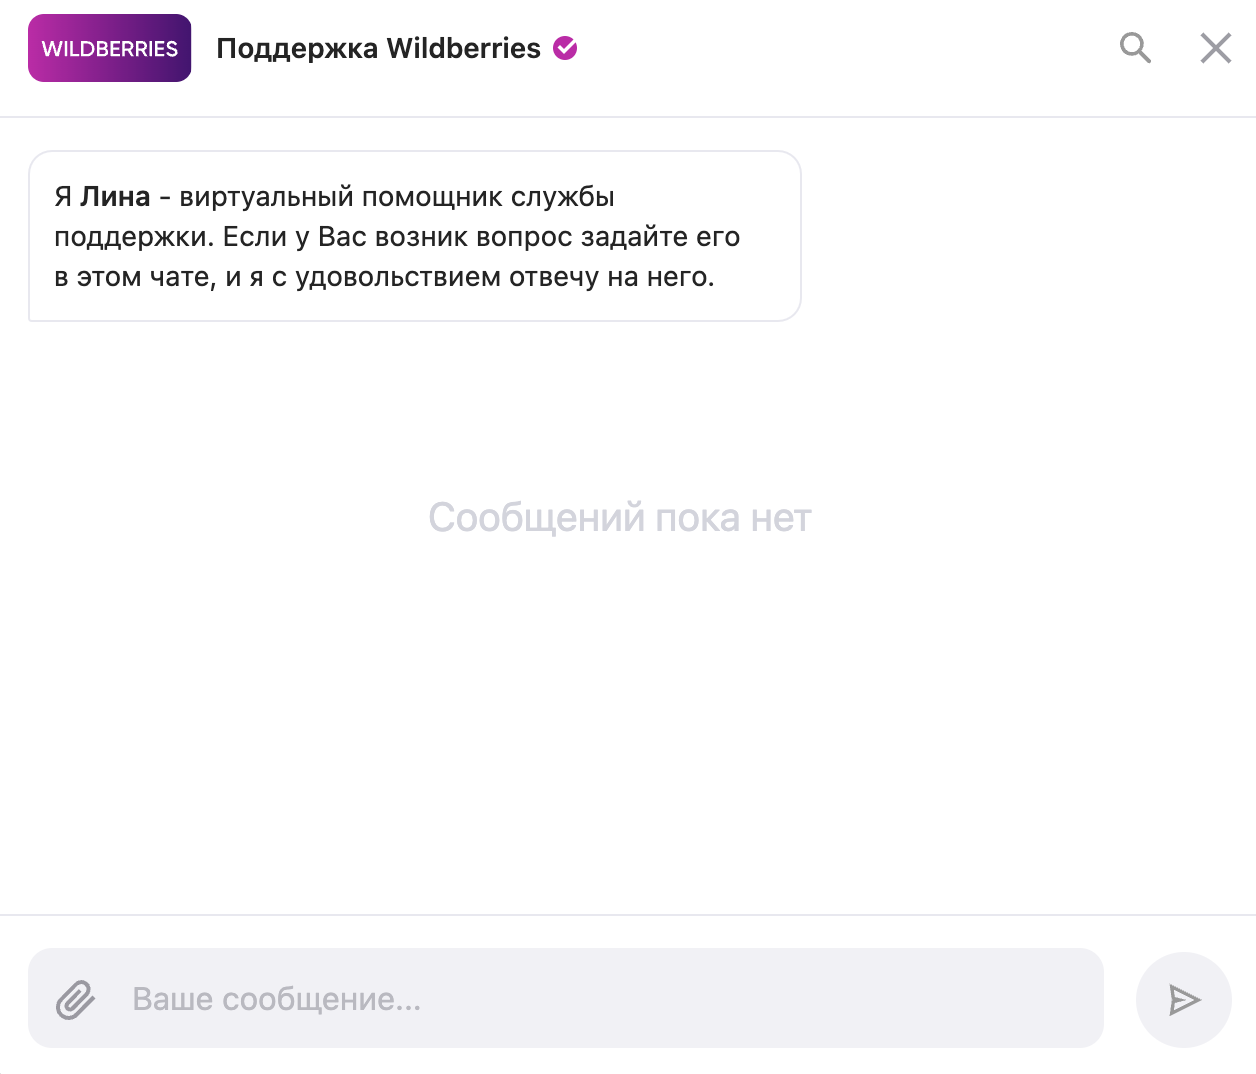 WILDBERRIES
Поддержка Wildberries
Я Лина - виртуальный помощник службы
поддержки. Если у Вас возник вопрос задайте его
в этом чате, и я с удовольствием отвечу на него.
Сообщений пока нет
Ваше сообщение...